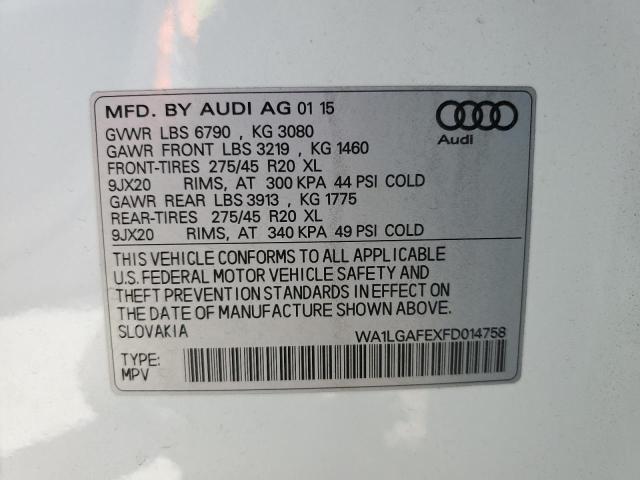 MFD. BY AUDI AG 01 15
Audi
GVWR LBS 6790 , KG 3080
GAWR FRONT LBS 3219 , KG 1460
FRONT-TIRES 275/45 R20 XL
9JX20 RIMS, AT 300 KPA 44 PSI COLD
GAWR REAR LBS 3913 , KG 1775
REAR-TIRES 275/45 R20 XL
9JX20 RIMS, AT 340 KPA 49 PSI COLD
THIS VEHICLE CONFORMS TO ALL APPLICABLE
U.S. FEDERAL MOTOR VEHICLE SAFETY AND
THEFT PREVENTION STANDARDS IN EFFECT ON
THE DATE OF MANUFACTURE SHOWN ABOVE.
SLOVAKIA WA1LGAFEXFD014758
TYPE:
MPV